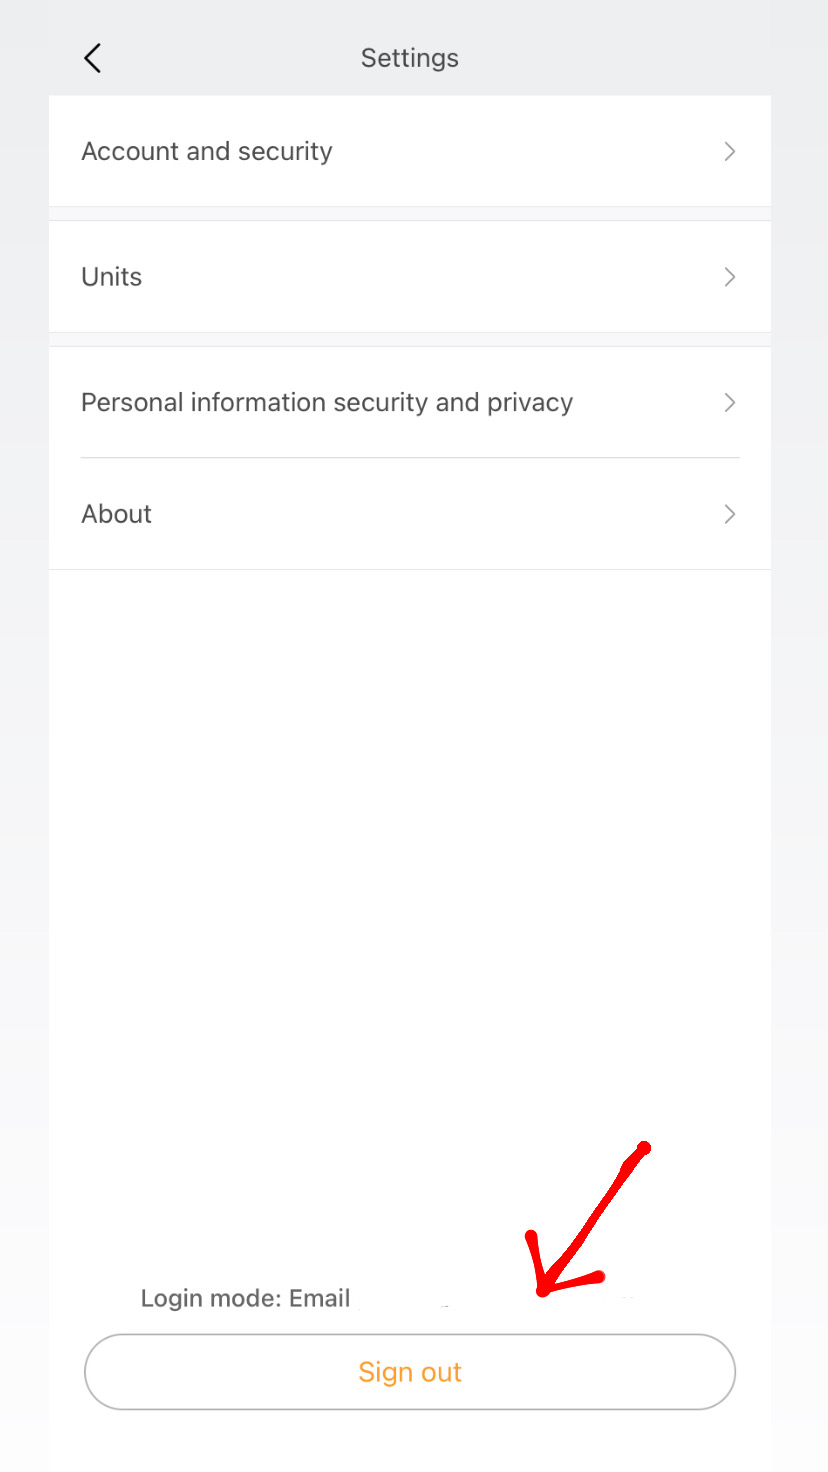 Settings
Account and security
Units
Personal information security and privacy
About
Login mode: Email
Sign out